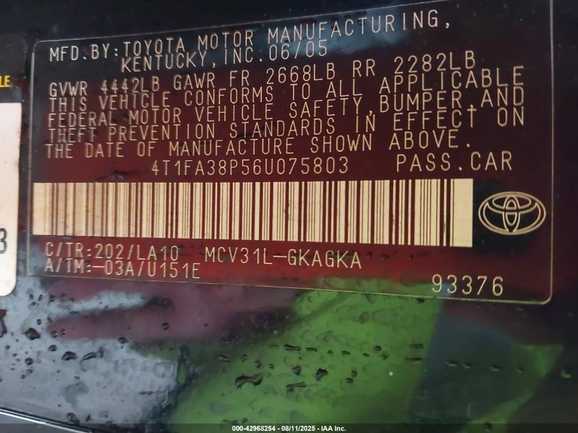 MFD.BY:TOYOTA MOTOR MANUFACTURING,
KENTUCKY, INC. 06/05
GVWR 4442LB GAWR FR 2668LB RR 2282LB
THIS VEHICLE CONFORMS TO ALL APPLICABLE
FEDERAL MOTOR VEHICLE SAFETY, BUMPER, AND
THEFT PREVENTION STANDARDS IN EFFECT ON
THE DATE OF MANUFACTURE SHOWN ABOVE.
4T1FA38P56U075803 PASS.CAR
C/TR:202/LA10 MCV31L-GKAGKA
A/TM:-03A/U151E
93376
000-42968254 - 08/11/2025 - IAA Inc.